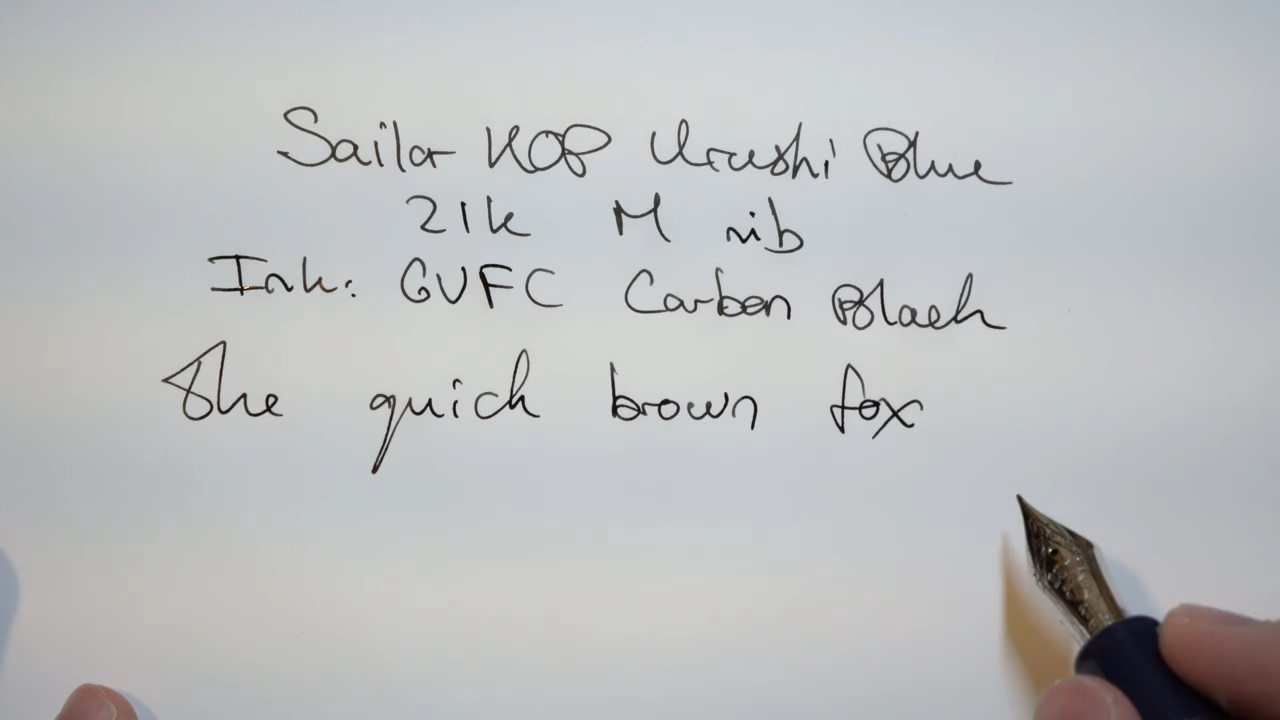 Sailor KOP Urushi Blue
21k M nib
Ink: GVFC Carbon Black
The quick brown fox